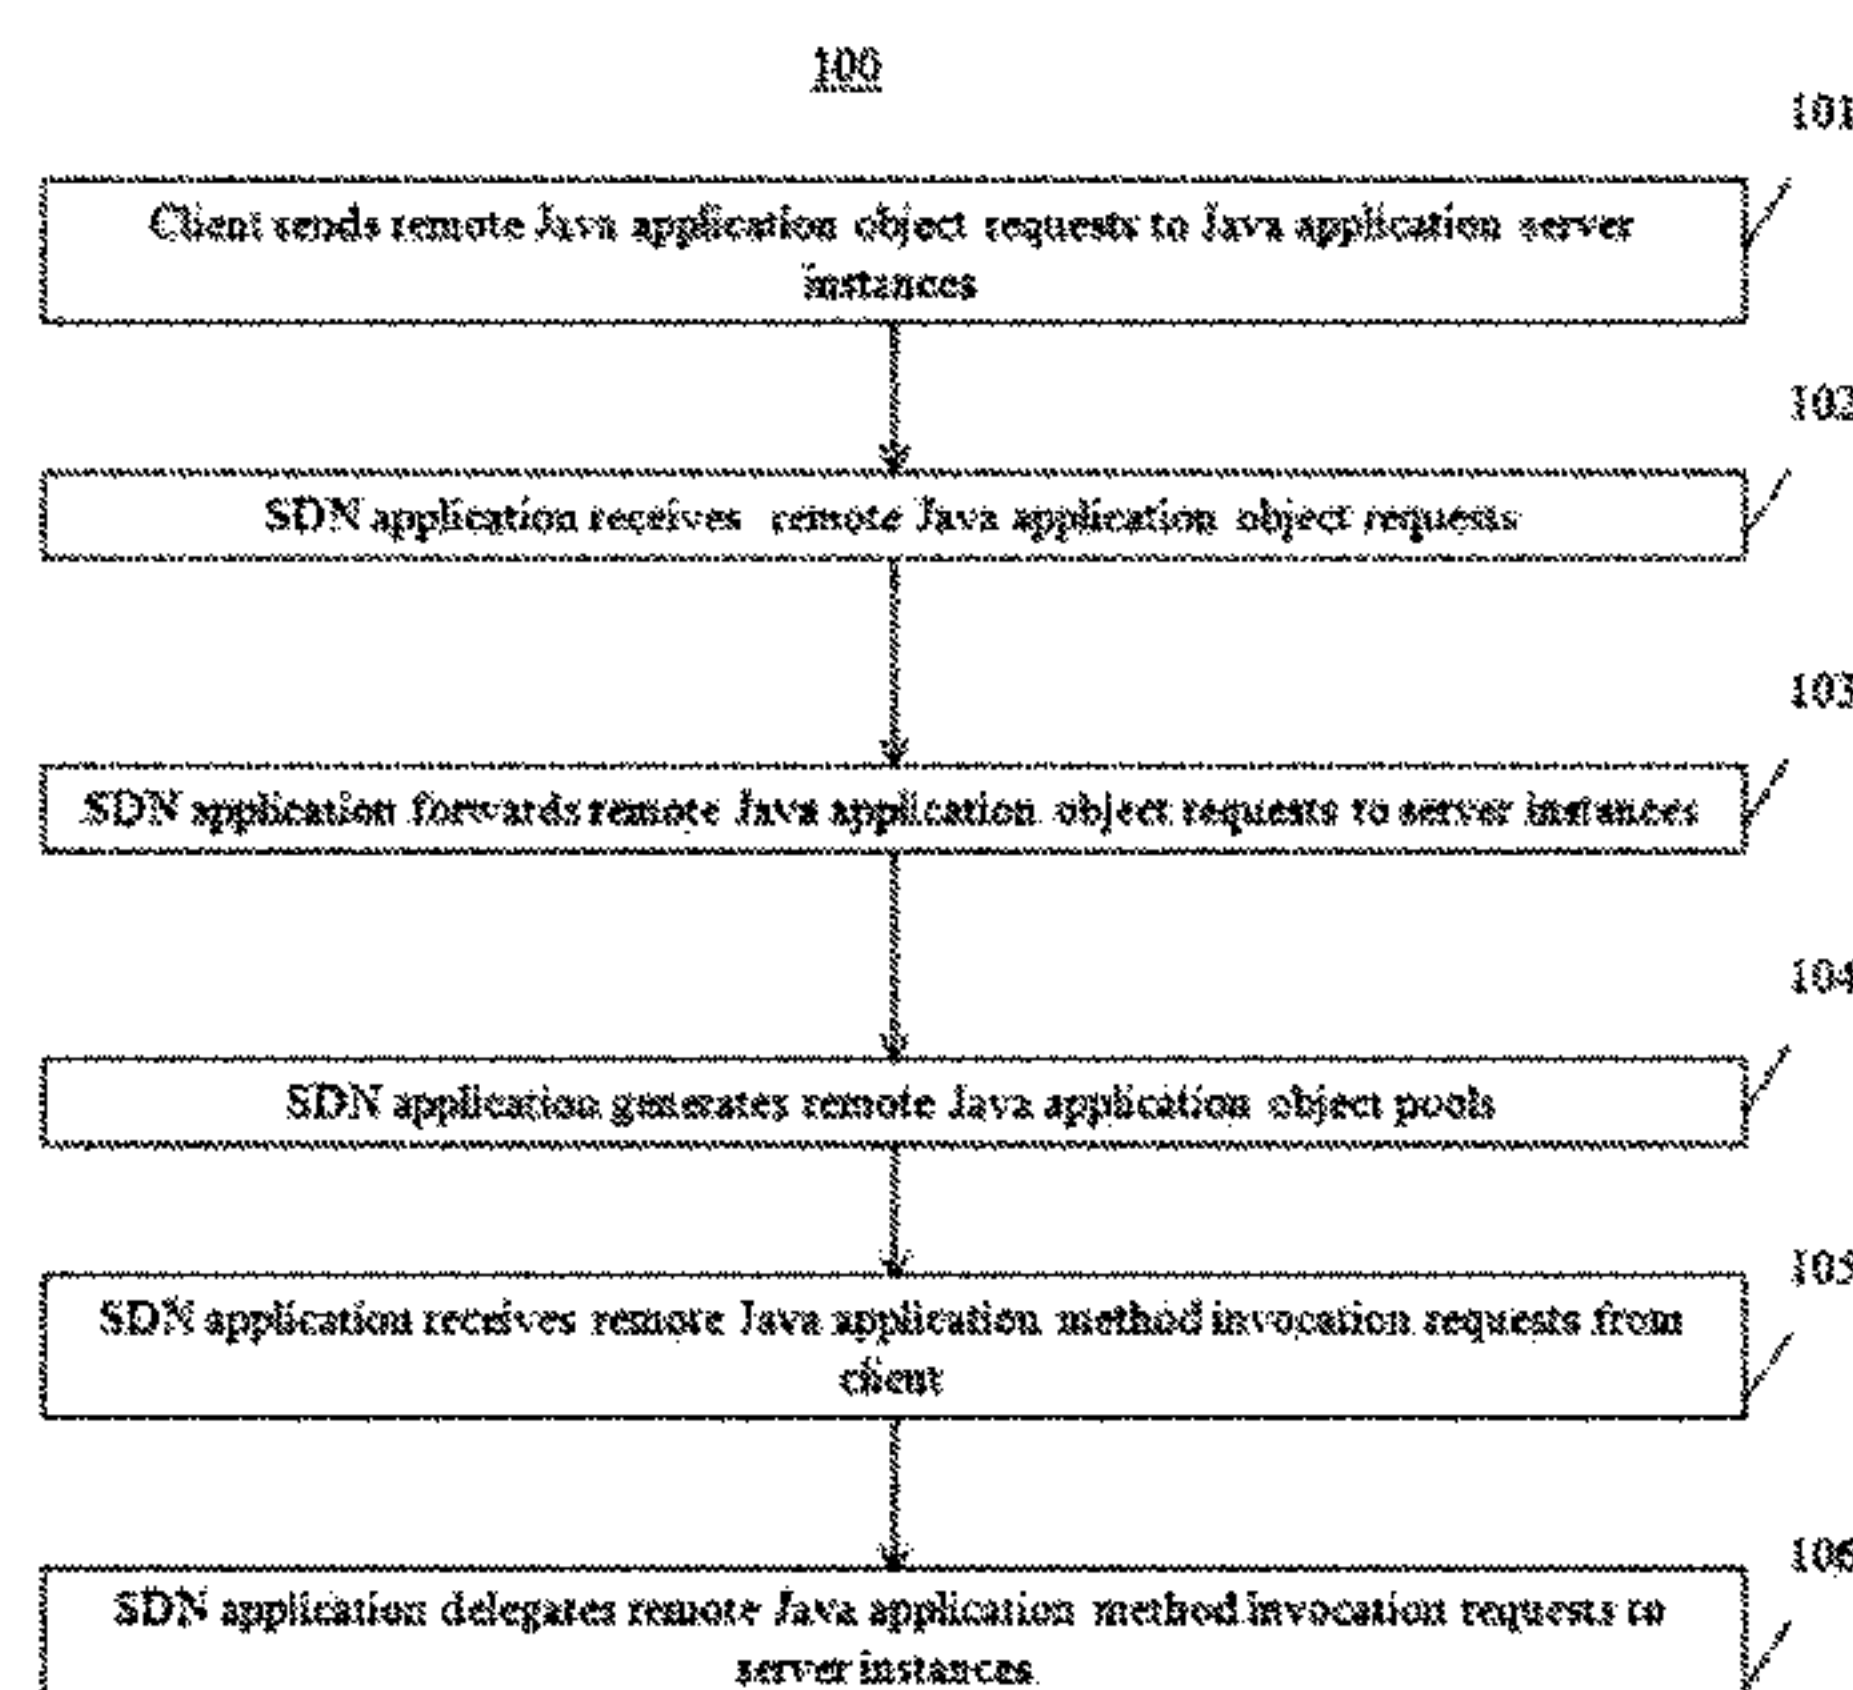 100
101
Client sends remote Java application object requests to Java application server
instances
102
SDN application receives remote Java application object requests
103
SDN application forwards remote Java application object requests to server instances
104
SDN application generates remote Java application object pools
105
SDN application receives remote Java application method invocation requests from
client
106
SDN application delegates remote Java application method invocation requests to
server instances